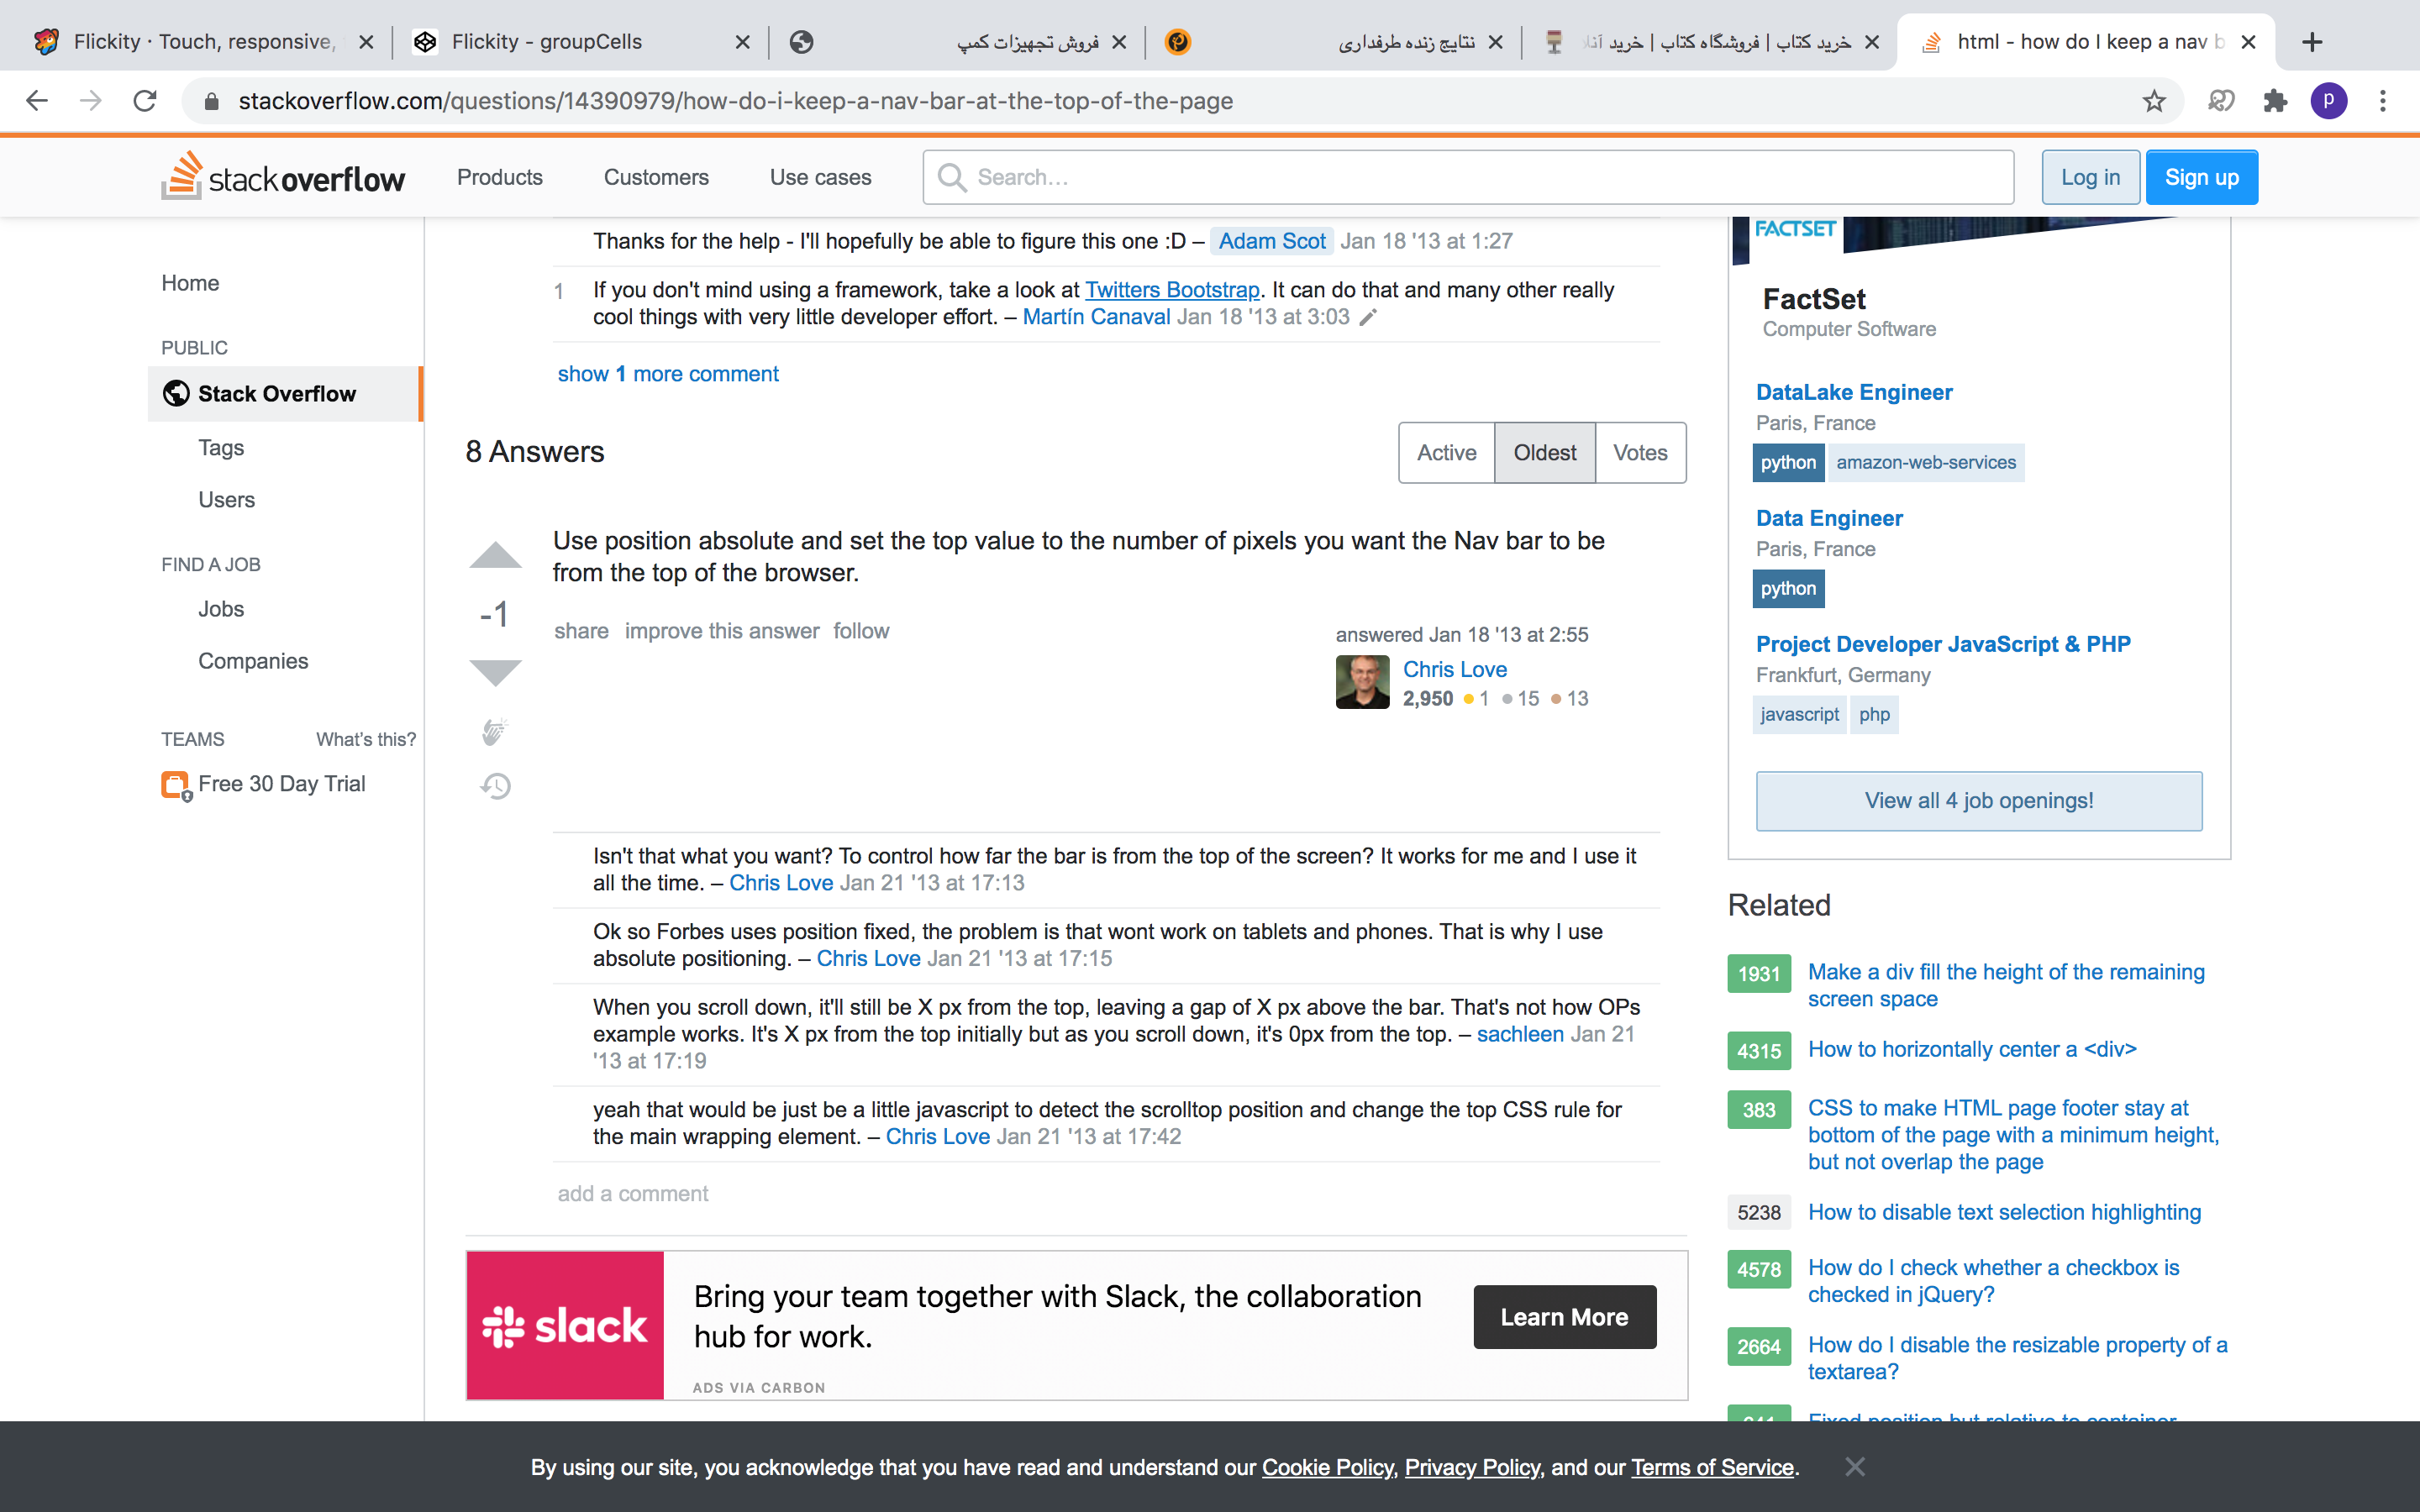 Flickity · Touch, responsive,
Flickity - groupCells
فروش تجهیزات کمپ
نتایج زنده طرفداری
خرید کتاب | فروشگاه کتاب | خرید آنا
html - how do I keep a nav b
stackoverflow.com/questions/14390979/how-do-i-keep-a-nav-bar-at-the-top-of-the-page
p
stackoverflow
Products
Customers
Use cases
Search...
Log in
Sign up
Home
PUBLIC
Stack Overflow
Tags
Users
FIND A JOB
Jobs
Companies
TEAMS
What's this?
Free 30 Day Trial
Thanks for the help - I'll hopefully be able to figure this one :D – Adam Scot Jan 18 '13 at 1:27
1 If you don't mind using a framework, take a look at Twitters Bootstrap. It can do that and many other really
cool things with very little developer effort. – Martín Canaval Jan 18 '13 at 3:03
show 1 more comment
8 Answers
Active
Oldest
Votes
Use position absolute and set the top value to the number of pixels you want the Nav bar to be
from the top of the browser.
-1
share improve this answer follow
answered Jan 18 '13 at 2:55
Chris Love
2,950 1 15 13
Isn't that what you want? To control how far the bar is from the top of the screen? It works for me and I use it
all the time. – Chris Love Jan 21 '13 at 17:13
Ok so Forbes uses position fixed, the problem is that wont work on tablets and phones. That is why I use
absolute positioning. – Chris Love Jan 21 '13 at 17:15
When you scroll down, it'll still be X px from the top, leaving a gap of X px above the bar. That's not how OPs
example works. It's X px from the top initially but as you scroll down, it's 0px from the top. – sachleen Jan 21
'13 at 17:19
yeah that would be just be a little javascript to detect the scrolltop position and change the top CSS rule for
the main wrapping element. – Chris Love Jan 21 '13 at 17:42
add a comment
slack
Bring your team together with Slack, the collaboration
hub for work.
Learn More
ADS VIA CARBON
FACTSET
FactSet
Computer Software
DataLake Engineer
Paris, France
python amazon-web-services
Data Engineer
Paris, France
python
Project Developer JavaScript & PHP
Frankfurt, Germany
javascript php
View all 4 job openings!
Related
1931 Make a div fill the height of the remaining
screen space
4315 How to horizontally center a <div>
383 CSS to make HTML page footer stay at
bottom of the page with a minimum height,
but not overlap the page
5238 How to disable text selection highlighting
4578 How do I check whether a checkbox is
checked in jQuery?
2664 How do I disable the resizable property of a
textarea?
Fixed position but relative to container
By using our site, you acknowledge that you have read and understand our Cookie Policy, Privacy Policy, and our Terms of Service.